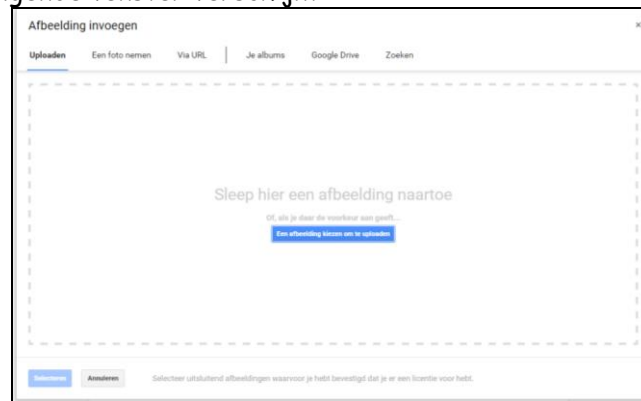 Afbeelding invoegen ×
Uploaden Een foto nemen Via URL Je albums Google Drive Zoeken
Sleep hier een afbeelding naartoe
Of, als je daar de voorkeur aan geeft...
Een afbeelding kiezen om te uploaden
Selecteren Annuleren Selecteer uitsluitend afbeeldingen waarvoor je hebt bevestigd dat je er een licentie voor hebt.